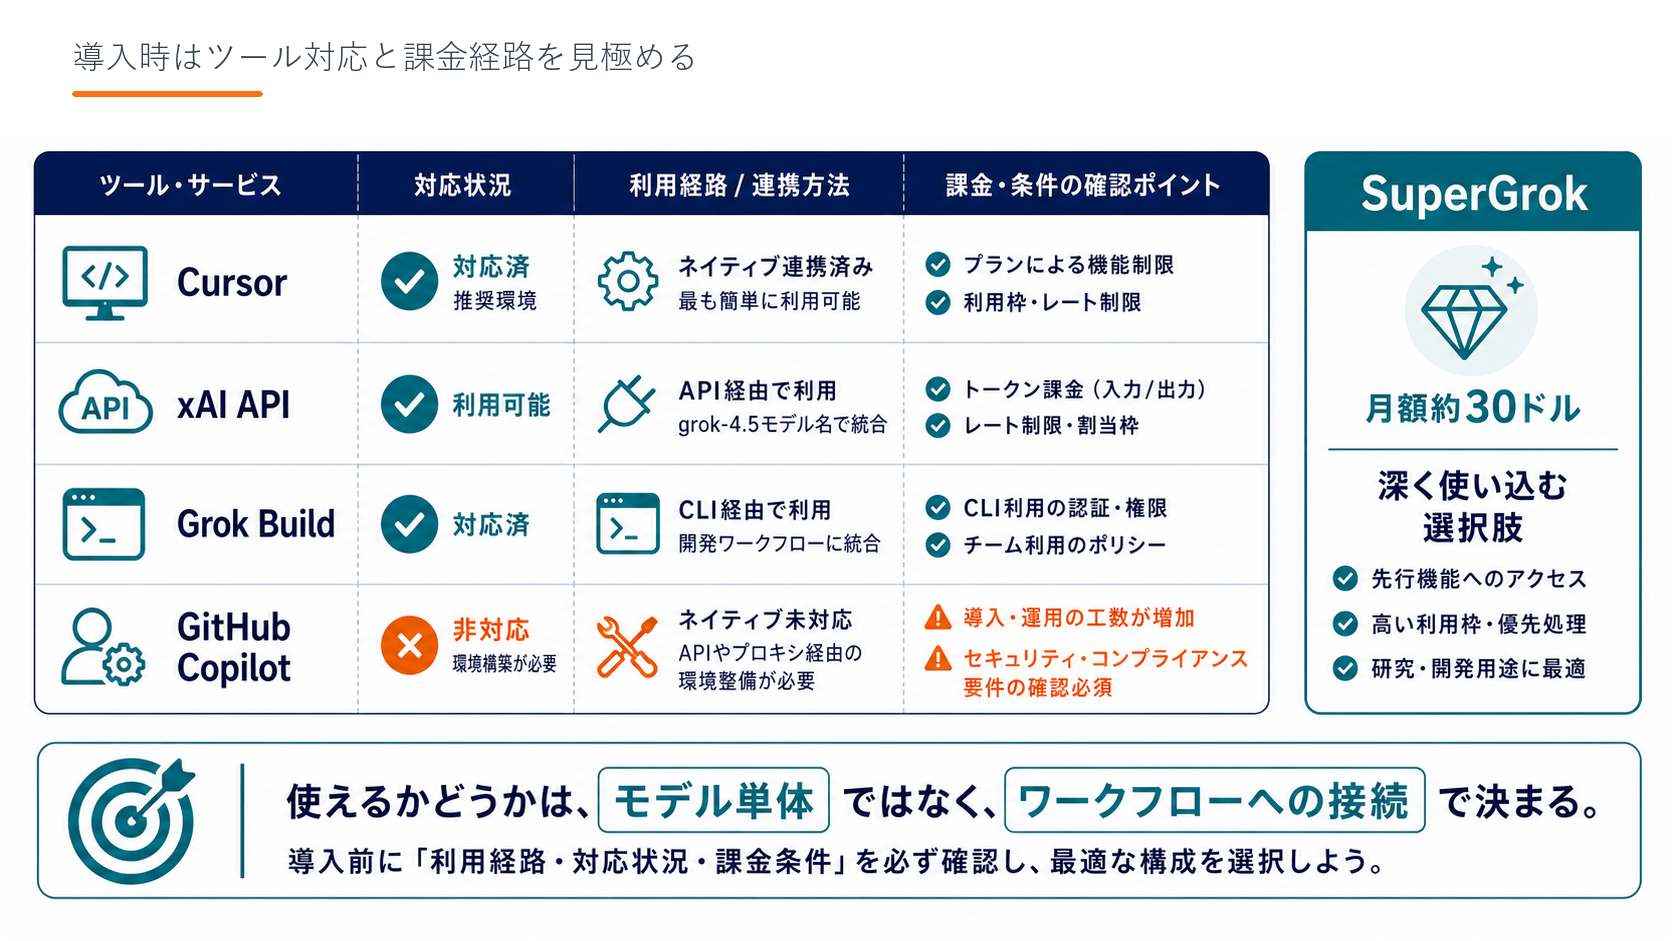 導入時はツール対応と課金経路を見極める
ツール・サービス
対応状況
利用経路 / 連携方法
課金・条件の確認ポイント
Cursor
対応済
推奨環境
ネイティブ連携済み
最も簡単に利用可能
プランによる機能制限
利用枠・レート制限
API
xAI API
利用可能
API経由で利用
grok-4.5モデル名で統合
トークン課金（入力/出力）
レート制限・割当枠
Grok Build
対応済
CLI経由で利用
開発ワークフローに統合
CLI利用の認証・権限
チーム利用のポリシー
GitHub
Copilot
非対応
環境構築が必要
ネイティブ未対応
APIやプロキシ経由の
環境整備が必要
導入・運用の工数が増加
セキュリティ・コンプライアンス
要件の確認必須
SuperGrok
月額約30ドル
深く使い込む
選択肢
先行機能へのアクセス
高い利用枠・優先処理
研究・開発用途に最適
使えるかどうかは、モデル単体ではなく、ワークフローへの接続で決まる。
導入前に「利用経路・対応状況・課金条件」を必ず確認し、最適な構成を選択しよう。